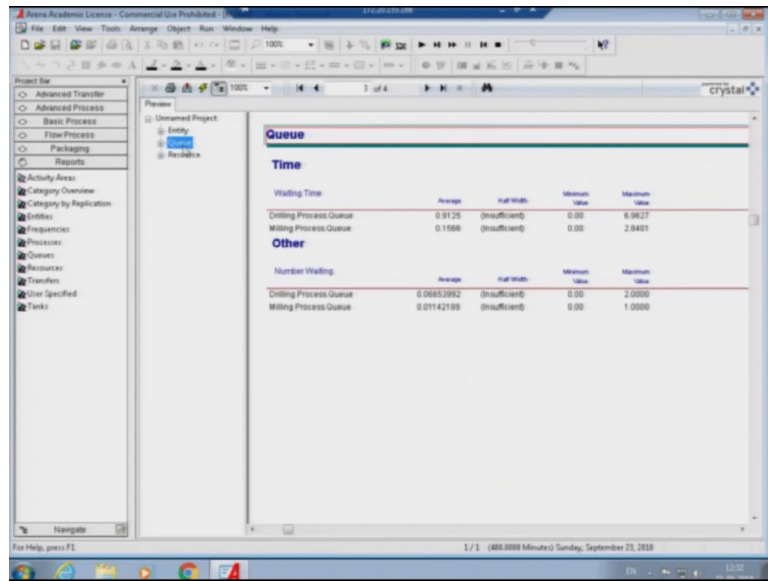 Arena Academic License - Commercial Use Prohibited - [
File Edit View Tools Arrange Object Run Window Help
100%
Project Bar
Advanced Transfer
Advanced Process
Basic Process
Flow Process
Packaging
Reports
Activity Areas
Category Overview
Category by Replication
Entities
Frequencies
Processes
Queues
Resources
Transfers
User Specified
Tanks
Navigate
100%
3 of 4
crystal
Preview
Unnamed Project
Entity
Queue
Resource
Queue
Time
Waiting Time Average Half Width Minimum Value Maximum Value
Drilling Process.Queue 0.9125 (Insufficient) 0.00 6.9627
Milling Process.Queue 0.1566 (Insufficient) 0.00 2.8401
Other
Number Waiting Average Half Width Minimum Value Maximum Value
Drilling Process.Queue 0.06653992 (Insufficient) 0.00 2.0000
Milling Process.Queue 0.01142189 (Insufficient) 0.00 1.0000
For Help, press F1
1/1 (480.0000 Minutes) Sunday, September 23, 2018
EN
12:32